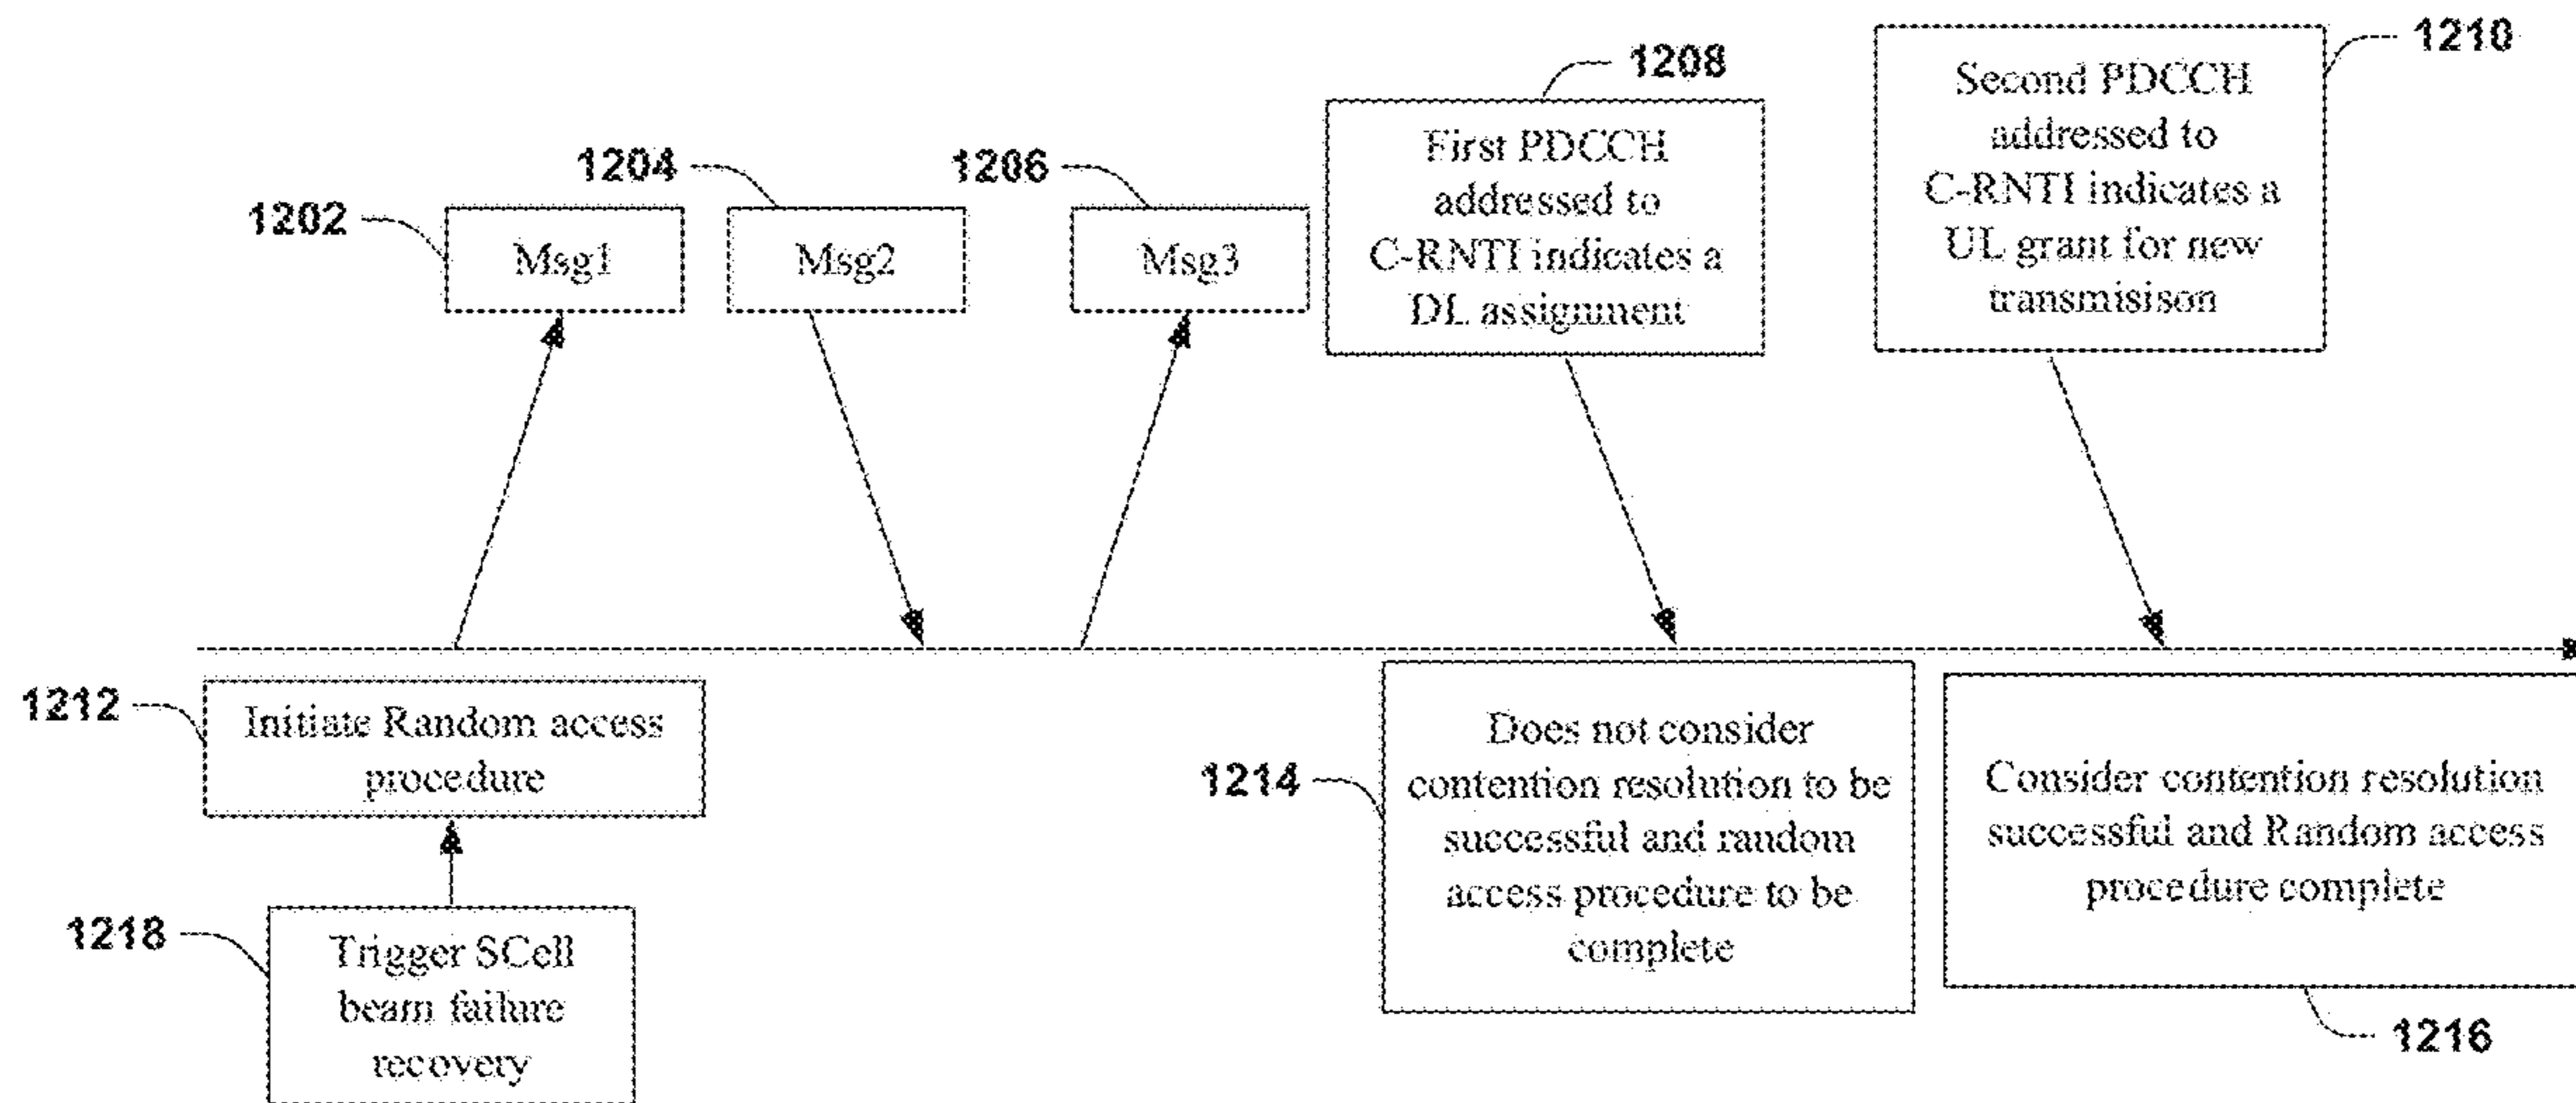 1210
Second PDCCH
addressed to
C-RNTI indicates a
UL grant for new
transmisison
1208
First PDCCH
addressed to
C-RNTI indicates a
DL assignment
1204
1206
1202
Msg1
Msg2
Msg3
1212
Initiate Random access
procedure
1214
Does not consider
contention resolution to be
successful and random
access procedure to be
complete
Consider contention resolution
successful and Random access
procedure complete
1218
Trigger SCell
beam failure
recovery
1216